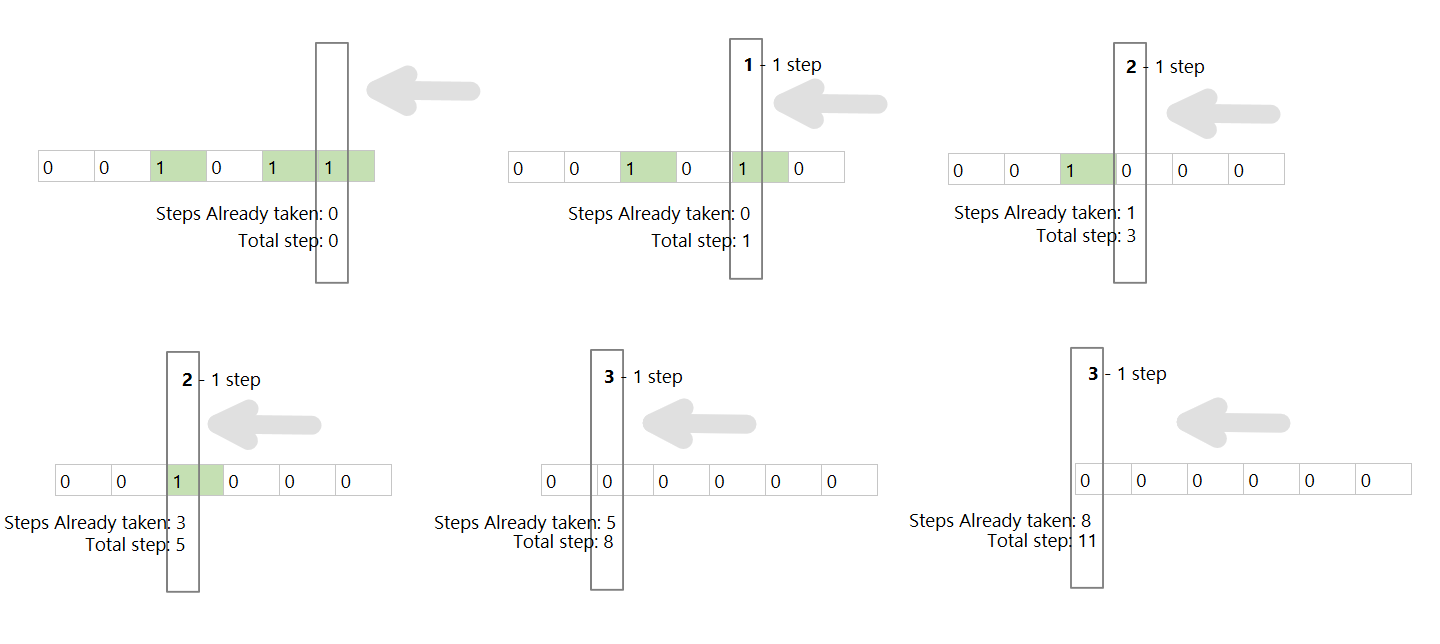 0 0 1 0 1 1
Steps Already taken: 0
Total step: 0
1 - 1 step
0 0 1 0 1 0
Steps Already taken: 0
Total step: 1
2 - 1 step
0 0 1 0 0 0
Steps Already taken: 1
Total step: 3
2 - 1 step
0 0 1 0 0 0
Steps Already taken: 3
Total step: 5
3 - 1 step
0 0 0 0 0 0
Steps Already taken: 5
Total step: 8
3 - 1 step
0 0 0 0 0 0
Steps Already taken: 8
Total step: 11